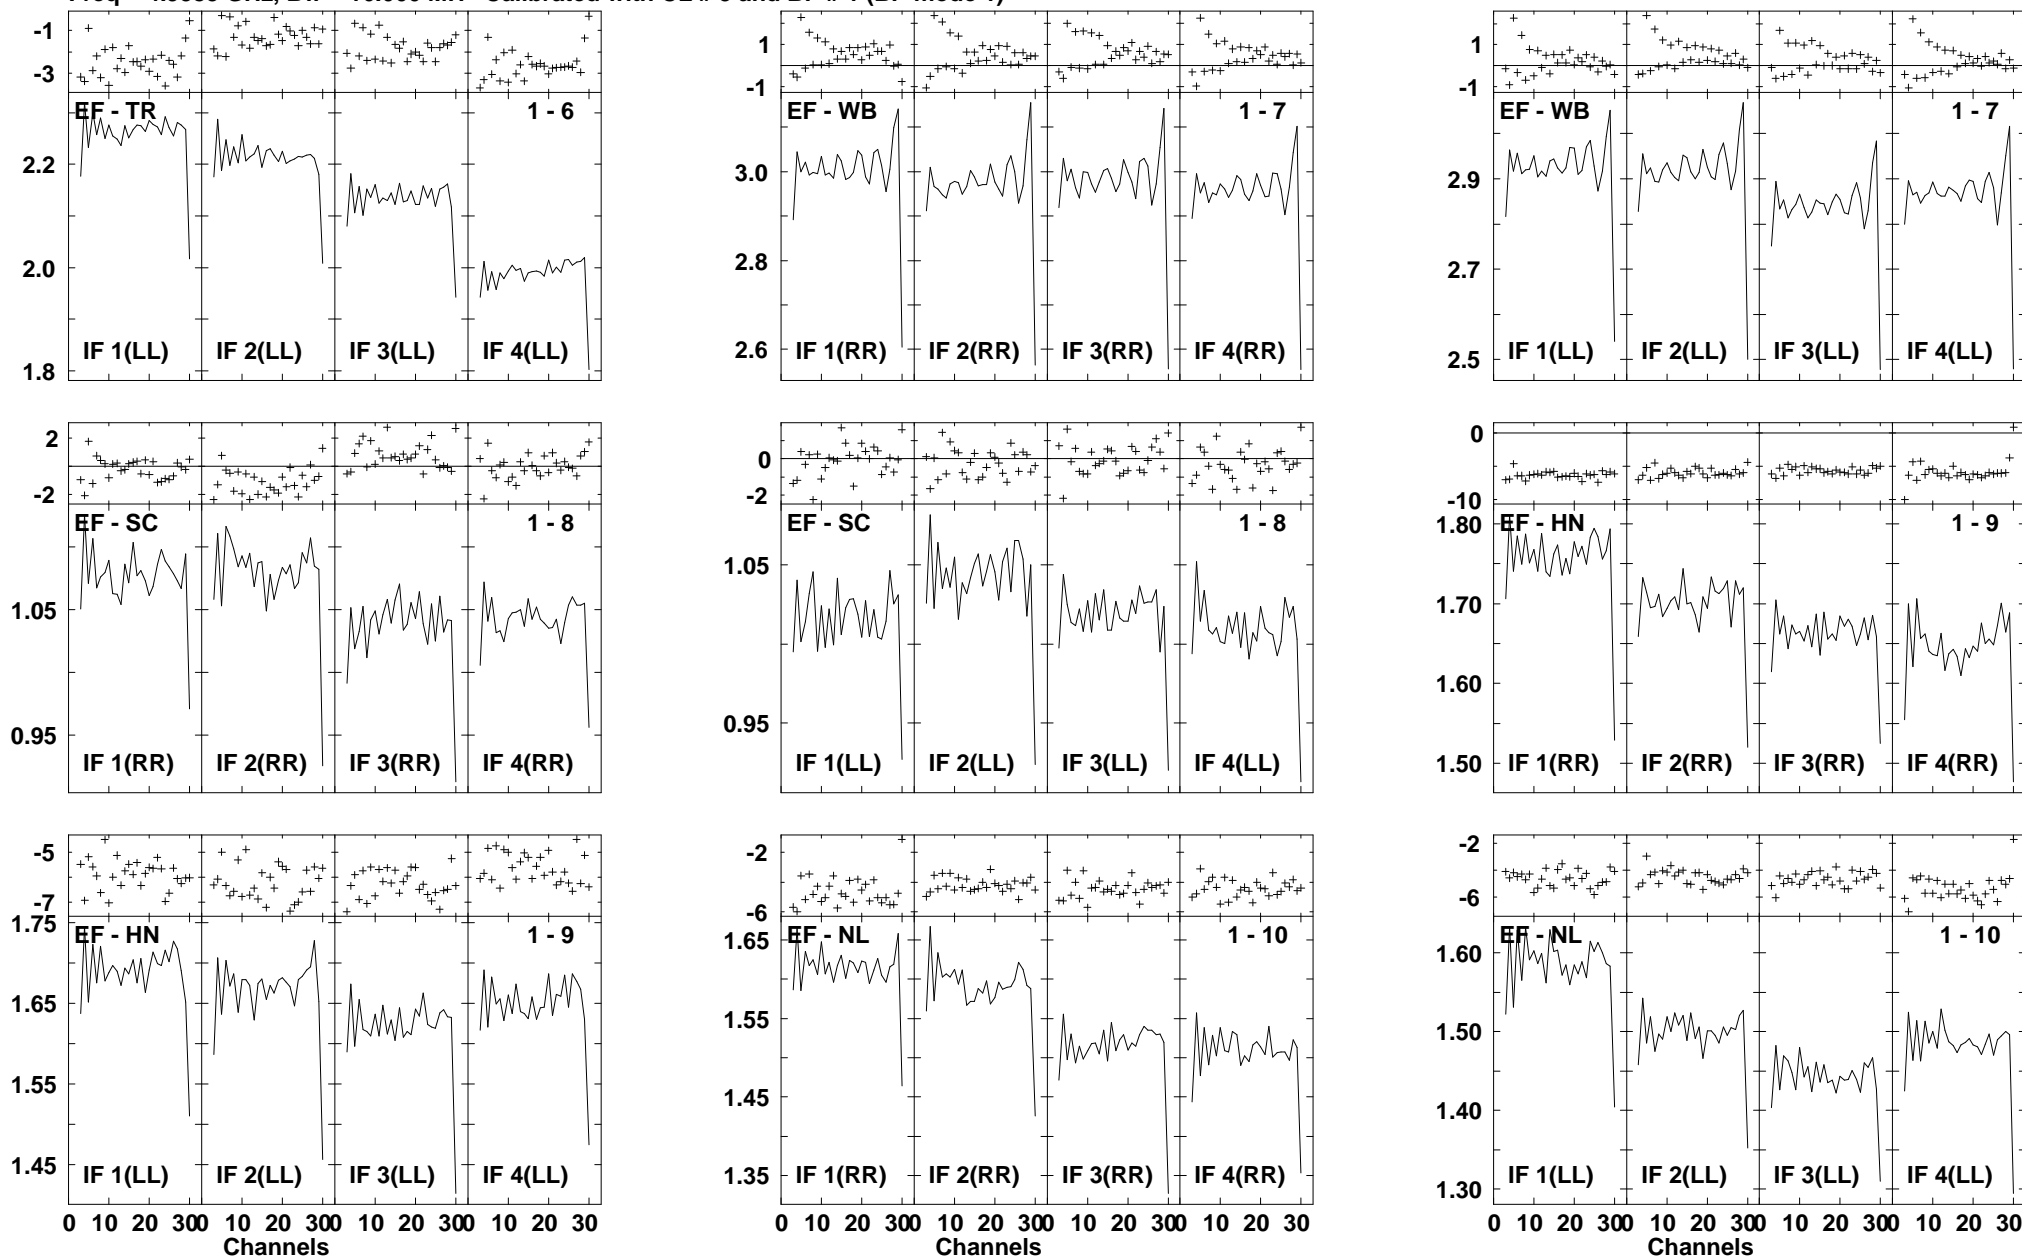 Calibrated with CL # and BP # 1 (BP mode 1)
-1
-3
EF - TR
1 - 6
2.2
2.0
1.8
IF 1(LL)
IF 2(LL)
IF 3(LL)
IF 4(LL)
1
-1
EF - WB
1 - 7
3.0
2.8
2.6
IF 1(RR)
IF 2(RR)
IF 3(RR)
IF 4(RR)
1
-1
EF - WB
1 - 7
2.9
2.7
2.5
IF 1(LL)
IF 2(LL)
IF 3(LL)
IF 4(LL)
2
0
-2
EF - SC
1 - 8
1.05
0.95
IF 1(RR)
IF 2(RR)
IF 3(RR)
IF 4(RR)
2
0
-2
EF - SC
1 - 8
1.05
0.95
IF 1(LL)
IF 2(LL)
IF 3(LL)
IF 4(LL)
0
-10
EF - HN
1 - 9
1.80
1.70
1.60
1.50
IF 1(RR)
IF 2(RR)
IF 3(RR)
IF 4(RR)
-5
-7
EF - HN
1 - 9
1.75
1.65
1.55
1.45
IF 1(LL)
IF 2(LL)
IF 3(LL)
IF 4(LL)
0 10 20 300 10 20 300 10 20 300 10 20 30
Channels
-2
-6
EF - NL
1 - 10
1.65
1.55
1.45
1.35
IF 1(RR)
IF 2(RR)
IF 3(RR)
IF 4(RR)
0 10 20 300 10 20 300 10 20 300 10 20 30
Channels
-2
-6
EF - NL
1 - 10
1.60
1.50
1.40
1.30
IF 1(LL)
IF 2(LL)
IF 3(LL)
IF 4(LL)
0 10 20 300 10 20 300 10 20 300 10 20 30
Channels